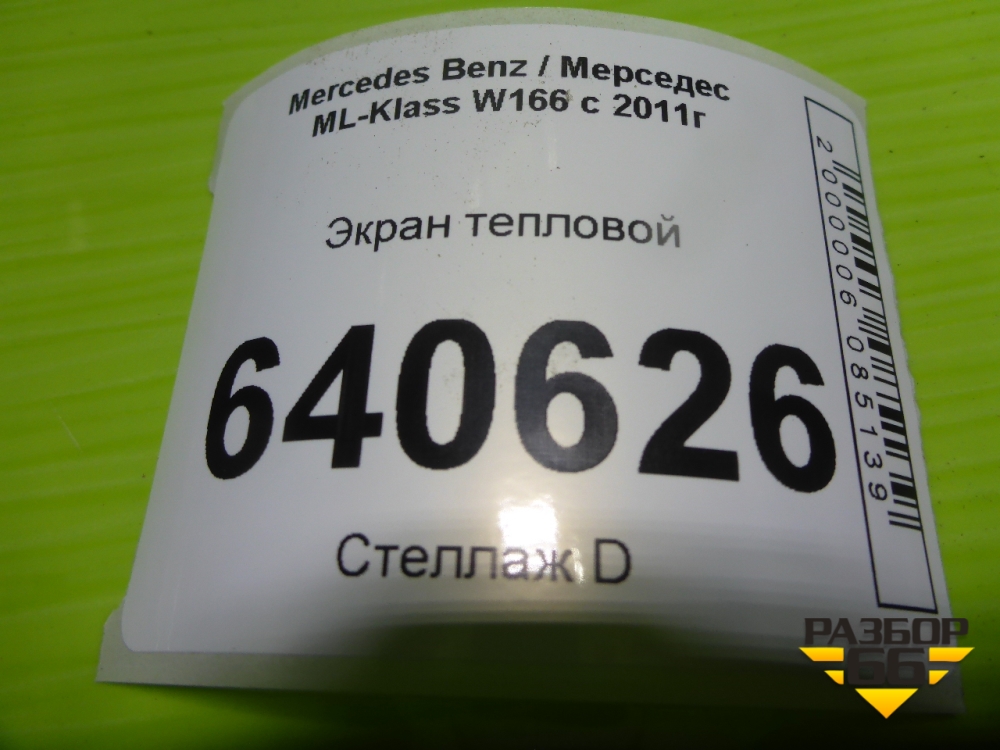 Mercedes Benz / Мерседес
ML-Klass W166 с 2011г
Экран тепловой
640626
Стеллаж D
2000006085139
РАЗБОР
66